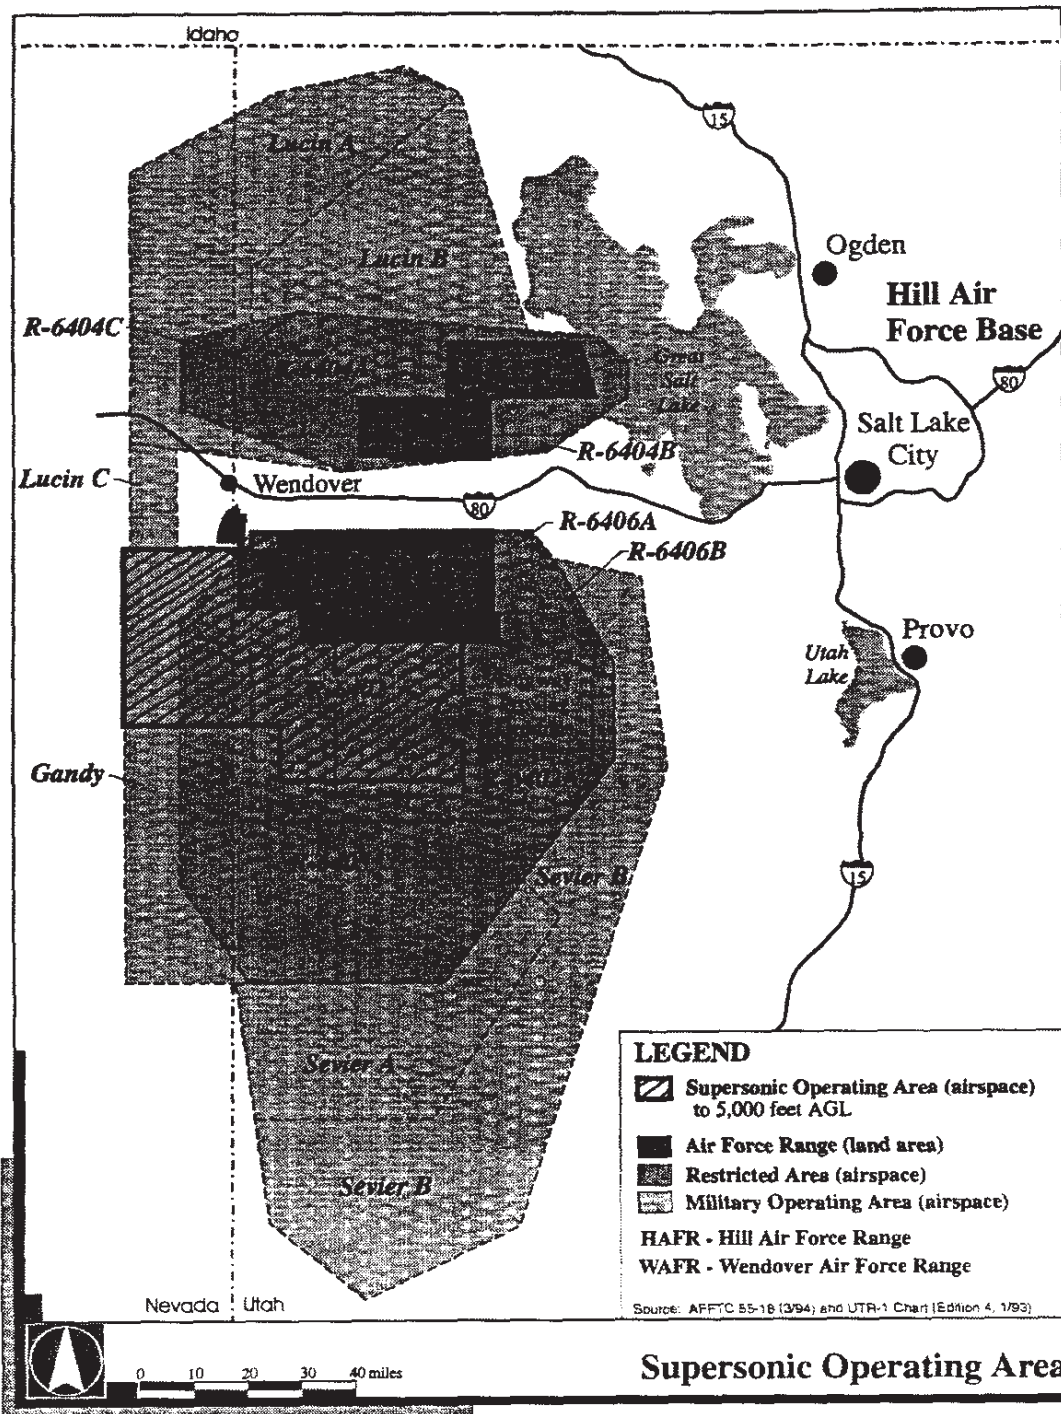 Idaho
15
Lucin A
Ogden
Lucin B
Hill Air
Force Base
R-6404C
Great
Salt
Lake
80
Salt Lake
City
R-6404B
Lucin C
Wendover
80
R-6406A
R-6406B
Provo
Utah
Lake
Gandy
Sevier B
15
Sevier A
Sevier B
LEGEND
Supersonic Operating Area (airspace)
to 5,000 feet AGL
Air Force Range (land area)
Restricted Area (airspace)
Military Operating Area (airspace)
HAFR - Hill Air Force Range
WAFR - Wendover Air Force Range
Source: AFFTC 55-18 (3/94) and UTR-1 Chart (Edition 4, 1/93)
Nevada Utah
0 10 20 30 40 miles
Supersonic Operating Area